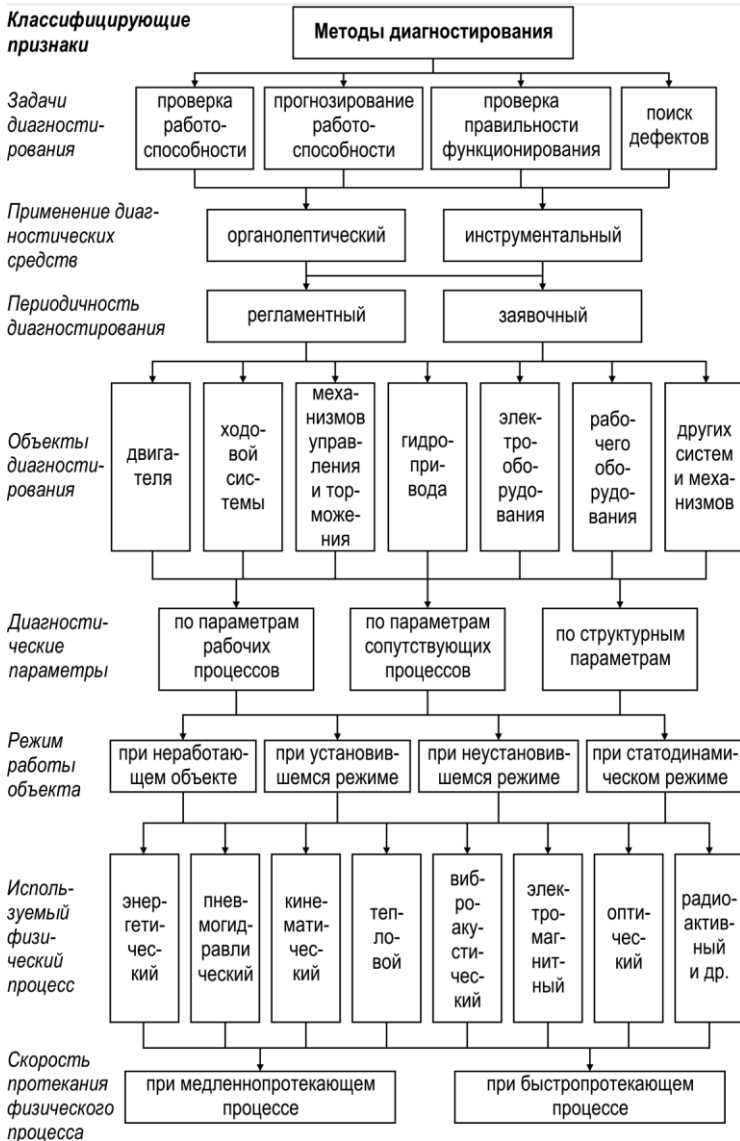 Классифицирующие
признаки
Методы диагностирования
Задачи
диагности-
рования
проверка
работо-
способности
прогнозирование
работо-
способности
проверка
правильности
функционирования
поиск
дефектов
Применение диаг-
ностических
средств
органолептический
инструментальный
Периодичность
диагностирования
регламентный
заявочный
Объекты
диагности-
рования
двига-
теля
ходо-
вой
сис-
темы
меха-
низмов
управ-
ления
и тор-
може-
ния
гидро-
при-
вода
элек-
тро-
обо-
рудо-
вания
рабо-
чего
обо-
рудо-
вания
других
систем
и меха-
низмов
Диагности-
ческие
параметры
по параметрам
рабочих
процессов
по параметрам
сопутствующих
процессов
по структурным
параметрам
Режим
работы
объекта
при неработаю-
щем объекте
при установив-
шемся режиме
при неустановив-
шемся режиме
при статодинами-
ческом режиме
Исполь-
зуемый
физи-
ческий
процесс
энер-
гети-
чес-
кий
пнев-
могид-
равли
ческий
кине-
мати-
чес-
кий
теп-
ло-
вой
виб-
ро-
аку-
сти-
чес-
кий
элек-
тро-
маг-
нит-
ный
опти-
чес-
кий
радио-
актив-
ный
и др.
Скорость
протекания
физического
процесса
при медленнопротекающем
процессе
при быстропротекающем
процессе